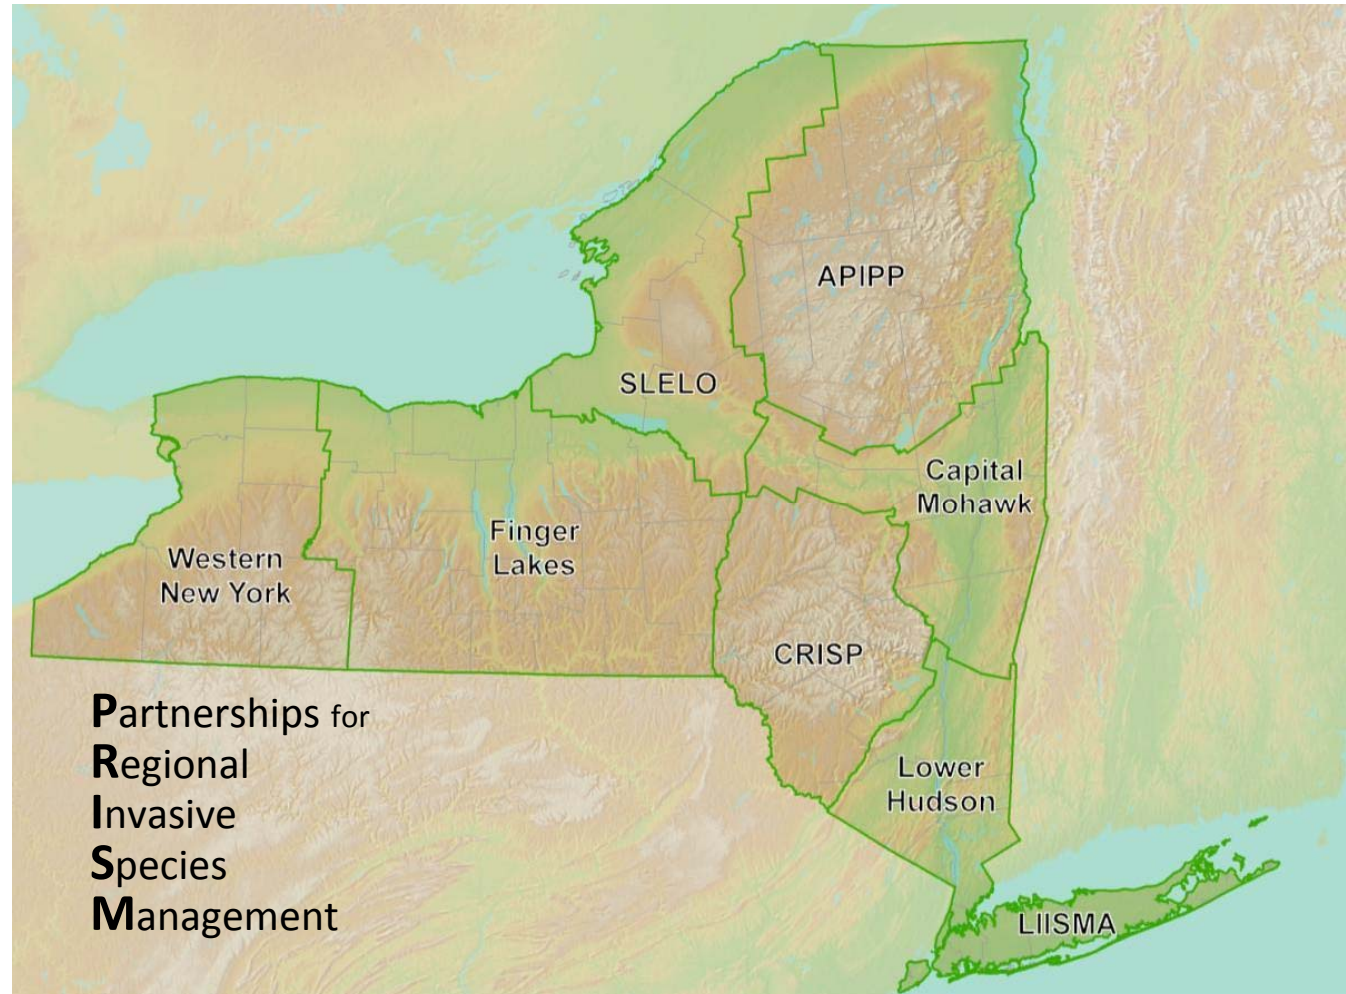 APIPP
SLELO
Capital
Mohawk
Finger
Lakes
Western
New York
CRISP
Partnerships for
Regional
Invasive
Species
Management
Lower
Hudson
LIISMA